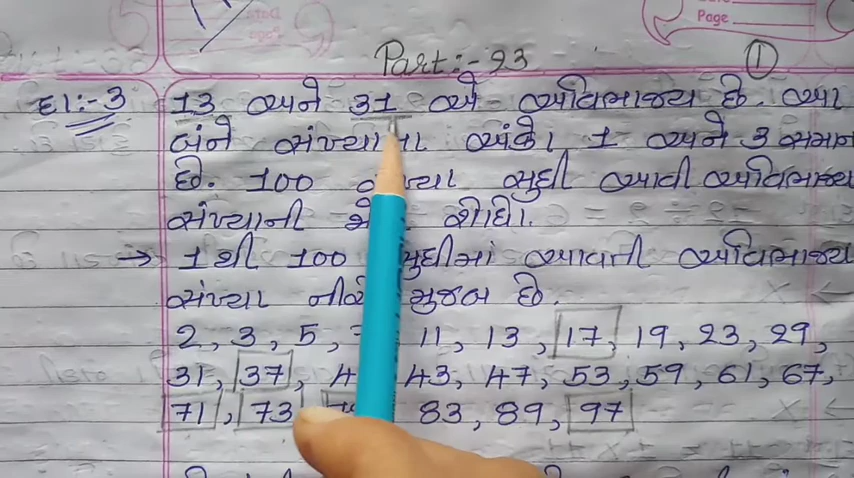 Page
Part:-23 ①
દા:-3 13 અને 31 એ અવિભાજ્ય છે. આ
બંને સંખ્યાના અંકો 1 અને 3 સમાન
છે. 100 સુધી આવી અવિભાજ્ય
સંખ્યાની શોધો.
→ 1 થી 100 સુધીમાં આવતી અવિભાજ્ય
સંખ્યા નીચે મુજબ છે.
2, 3, 5, 11, 13, 17, 19, 23, 29,
31, 37, 43, 47, 53, 59, 61, 67,
71, 73, 83, 89, 97